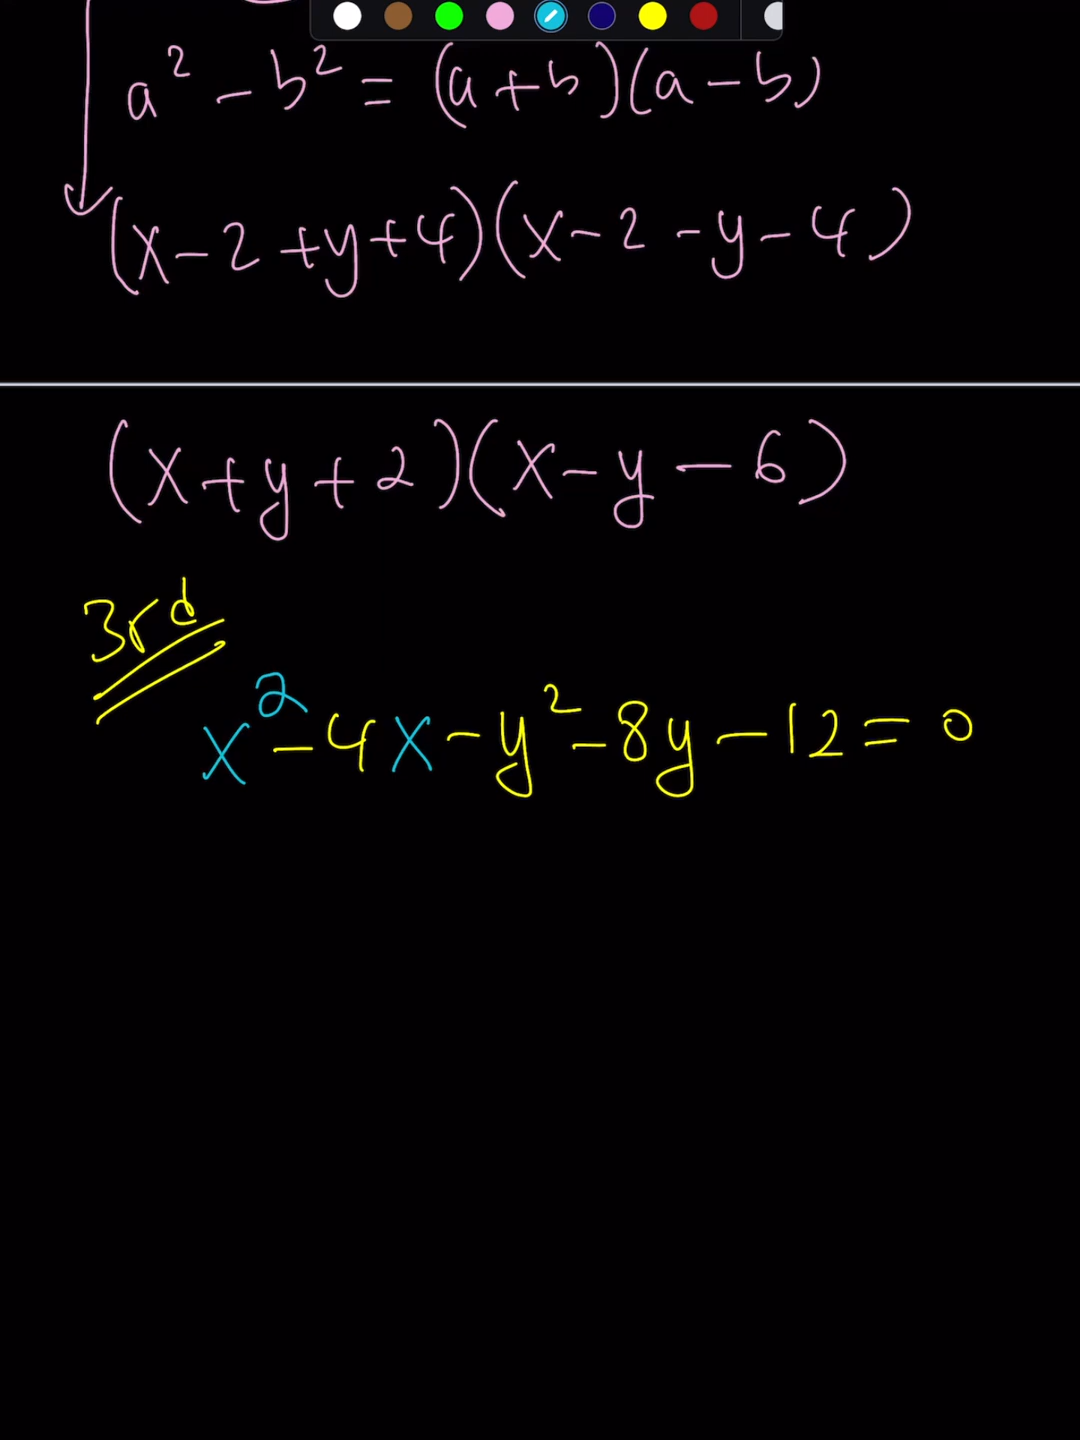 a² - b² = (a+b)(a-b)
(x-2+y+4)(x-2-y-4)
(x+y+2)(x-y-6)
3rd
x² - 4x - y² - 8y - 12 = 0